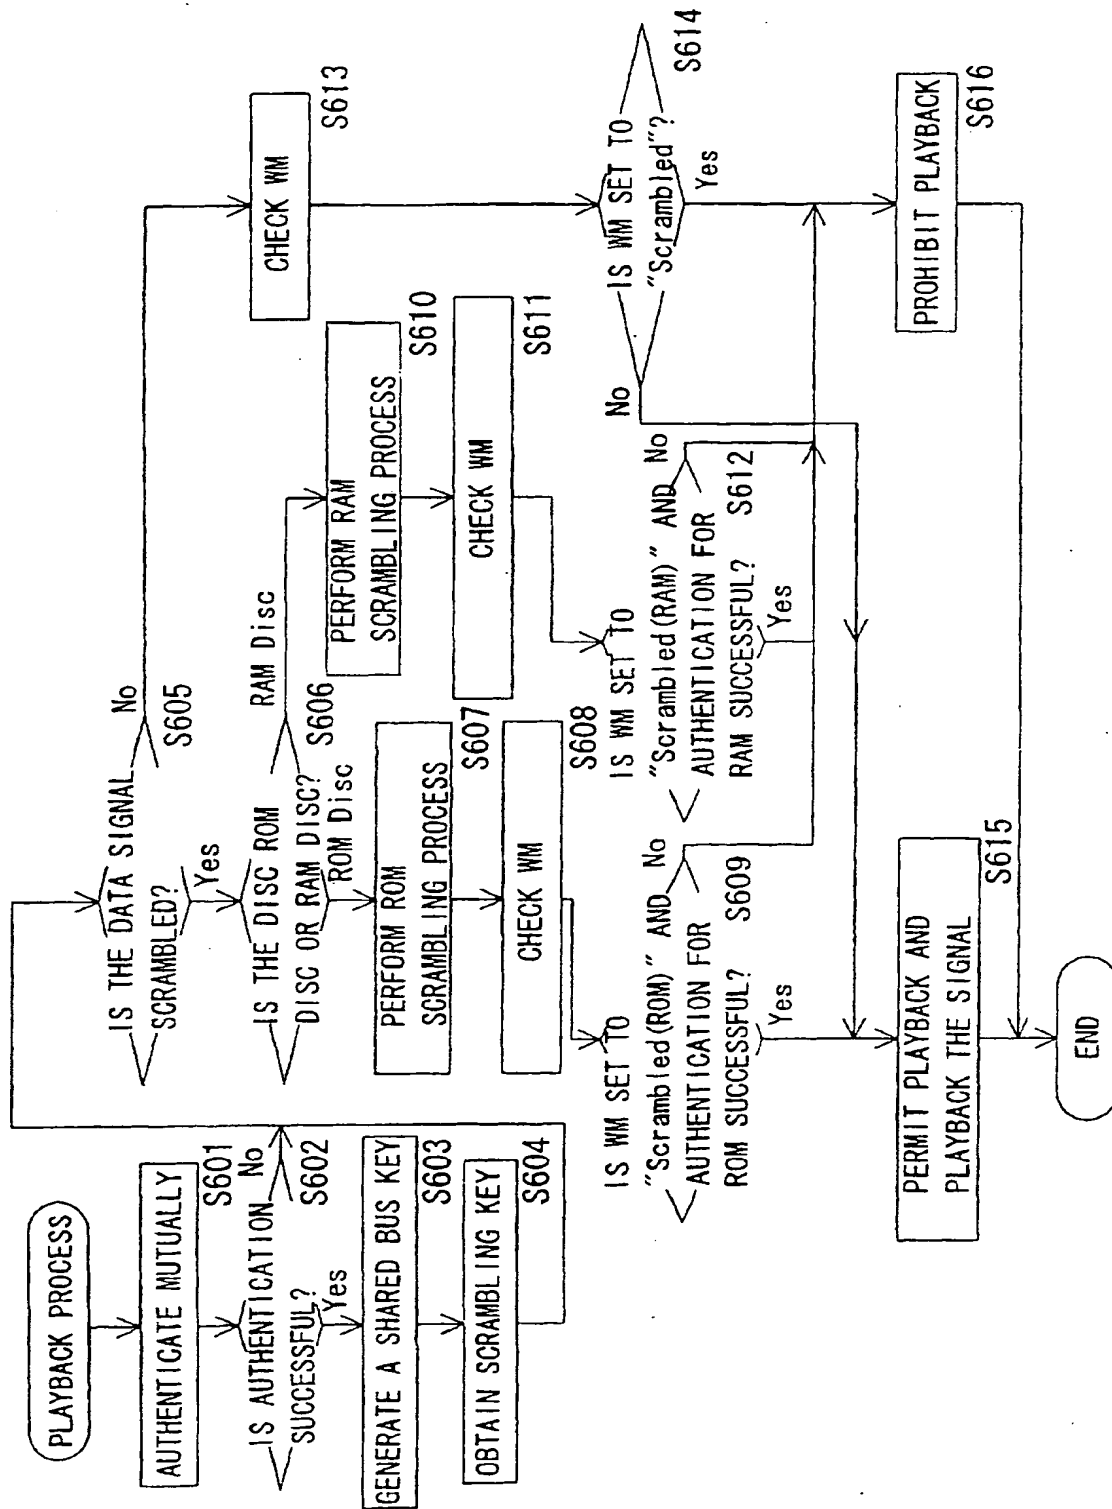 PLAYBACK PROCESS
AUTHENTICATE MUTUALLY
S601
IS AUTHENTICATION
SUCCESSFUL?
No
S602
Yes
GENERATE A SHARED BUS KEY
S603
OBTAIN SCRAMBLING KEY
S604
IS THE DATA SIGNAL
SCRAMBLED?
No
S605
Yes
IS THE DISC ROM
DISC OR RAM DISC?
RAM Disc
S606
ROM Disc
PERFORM ROM
SCRAMBLING PROCESS
S607
CHECK WM
S608
IS WM SET TO
"Scrambled(ROM)" AND
AUTHENTICATION FOR
ROM SUCCESSFUL?
No
S609
Yes
PERFORM RAM
SCRAMBLING PROCESS
S610
CHECK WM
S611
IS WM SET TO
"Scrambled(RAM)" AND
AUTHENTICATION FOR
RAM SUCCESSFUL?
No
S612
Yes
CHECK WM
S613
IS WM SET TO
"Scrambled"?
No
S614
Yes
PERMIT PLAYBACK AND
PLAYBACK THE SIGNAL
S615
PROHIBIT PLAYBACK
S616
END